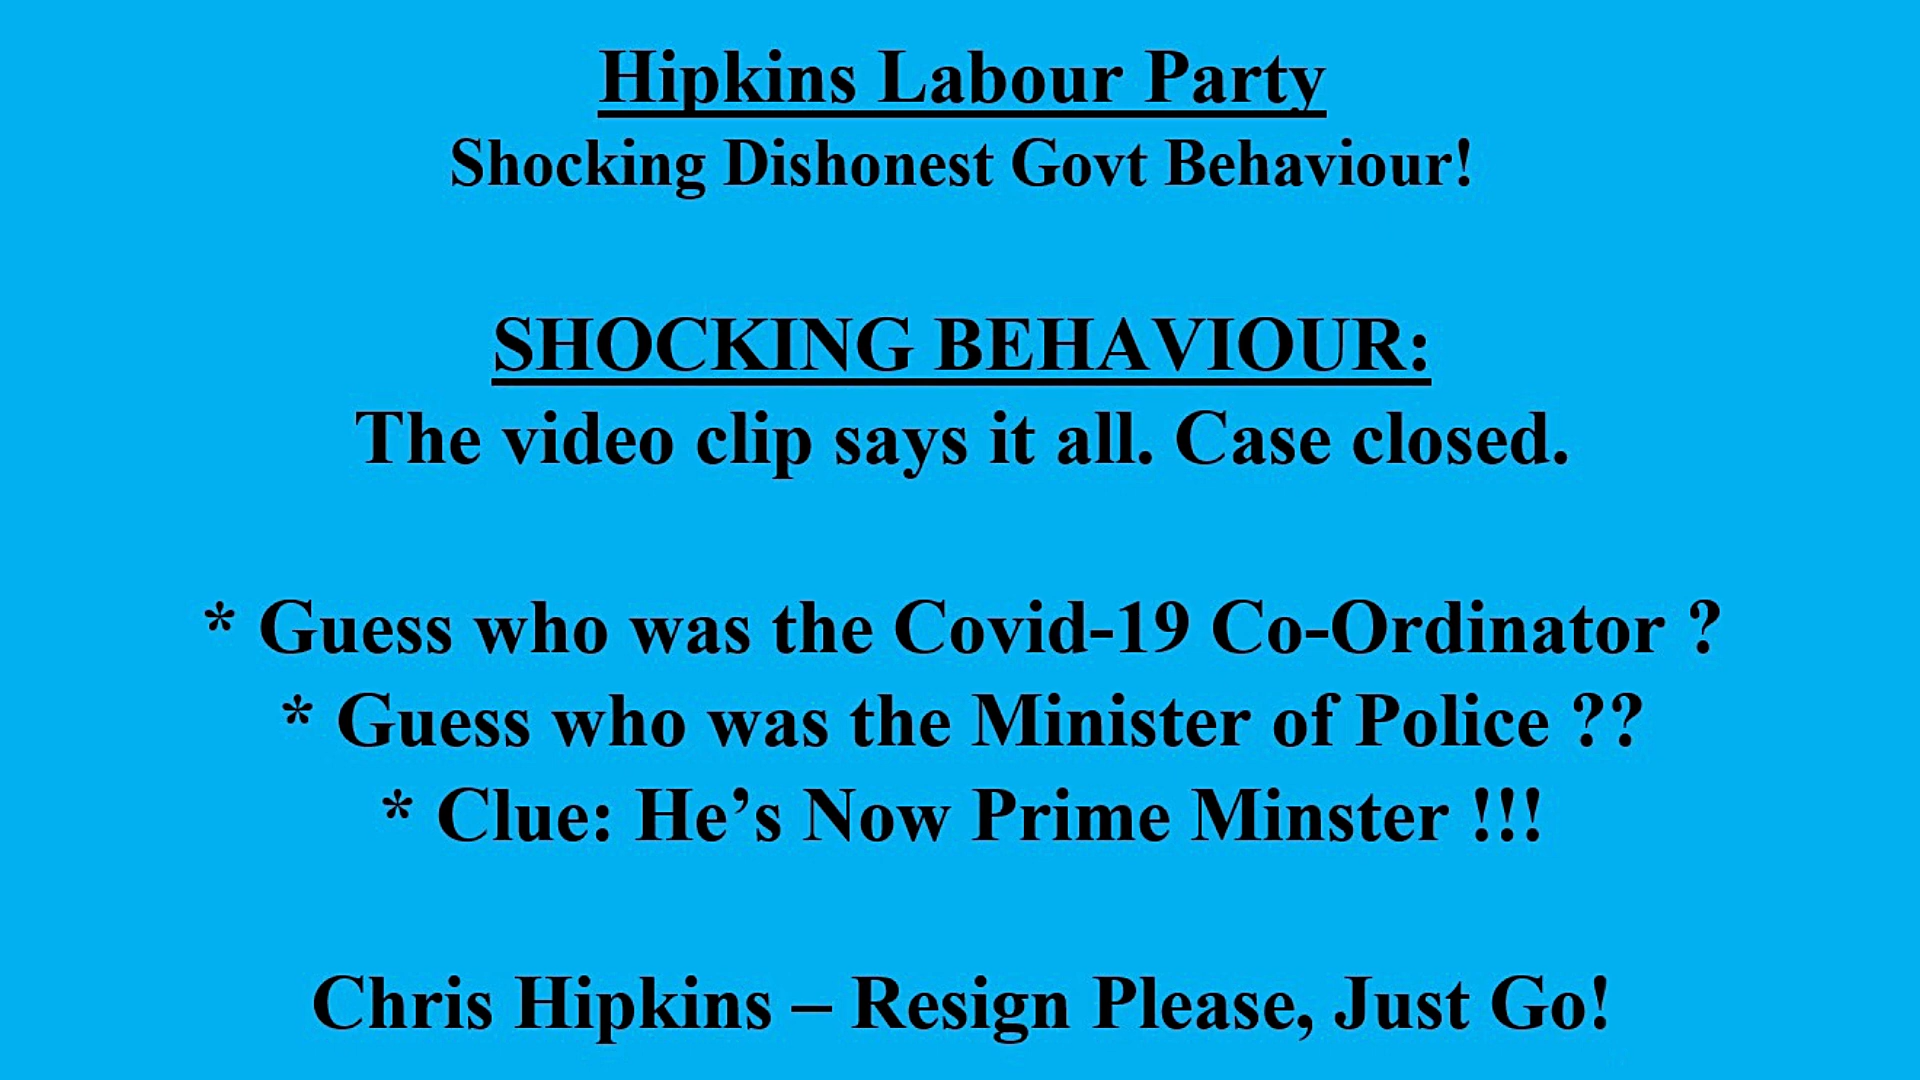 Hipkins Labour Party
Shocking Dishonest Govt Behaviour!
SHOCKING BEHAVIOUR:
The video clip says it all. Case closed.
* Guess who was the Covid-19 Co-Ordinator ?
* Guess who was the Minister of Police ??
* Clue: He’s Now Prime Minster !!!
Chris Hipkins – Resign Please, Just Go!